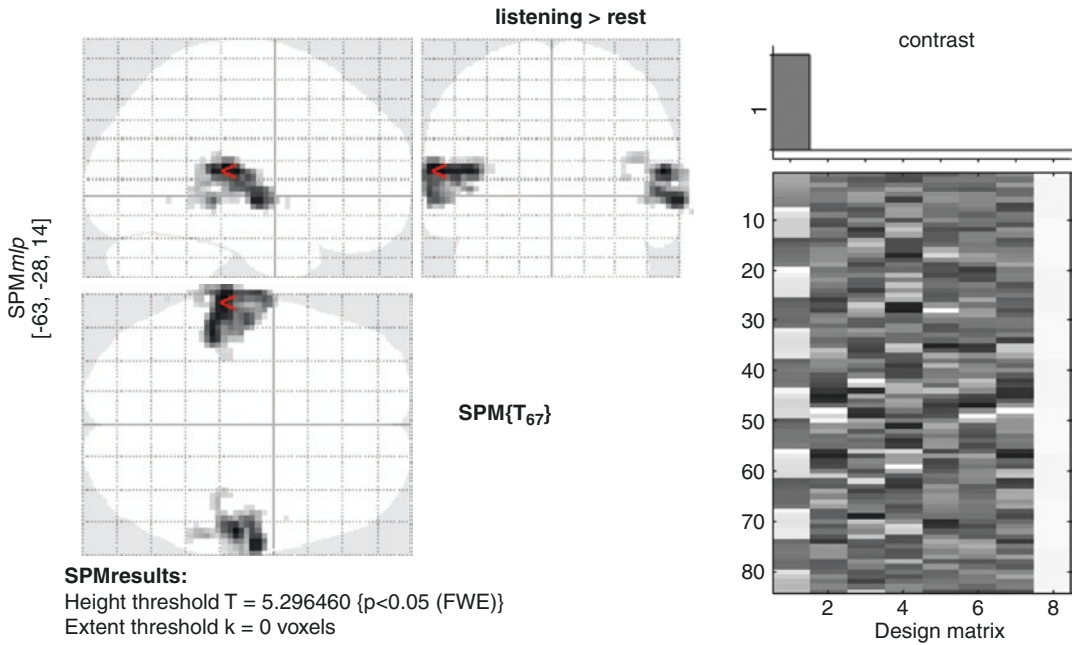 listening > rest
contrast
1
SPMmip
[-63, -28, 14]
SPM{T67}
10
20
30
40
50
60
70
80
2 4 6 8
Design matrix
SPMresults:
Height threshold T = 5.296460 {p<0.05 (FWE)}
Extent threshold k = 0 voxels